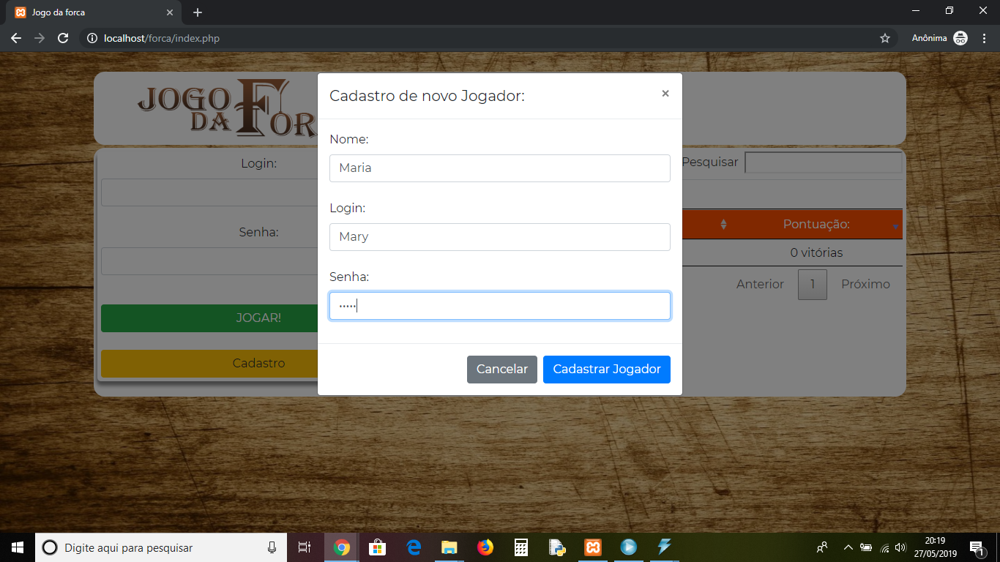 Jogo da forca
localhost/forca/index.php
Anônima
JOGO
DA FOR
Cadastro de novo Jogador:
Nome:
Maria
Login:
Mary
Senha:
•••••
Cancelar
Cadastrar Jogador
Login:
Senha:
JOGAR!
Cadastro
Pesquisar
Pontuação:
0 vitórias
Anterior 1 Próximo
Digite aqui para pesquisar
20:19
27/05/2019
1